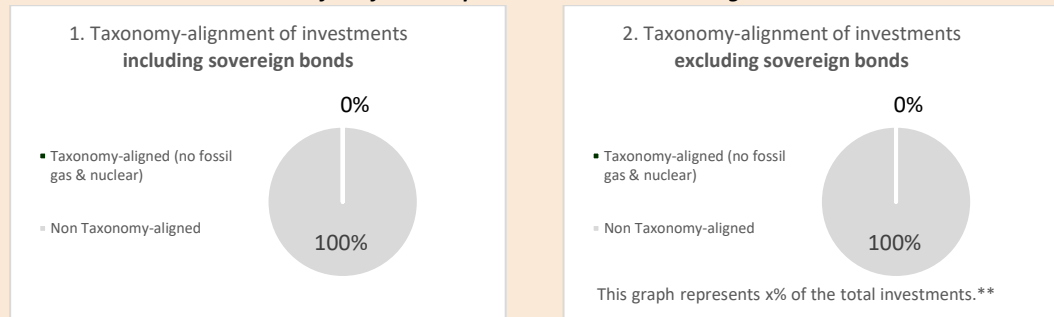 1. Taxonomy-alignment of investments
including sovereign bonds
0%
Taxonomy-aligned (no fossil
gas & nuclear)
Non Taxonomy-aligned
100%
2. Taxonomy-alignment of investments
excluding sovereign bonds
0%
Taxonomy-aligned (no fossil
gas & nuclear)
Non Taxonomy-aligned
100%
This graph represents x% of the total investments.**